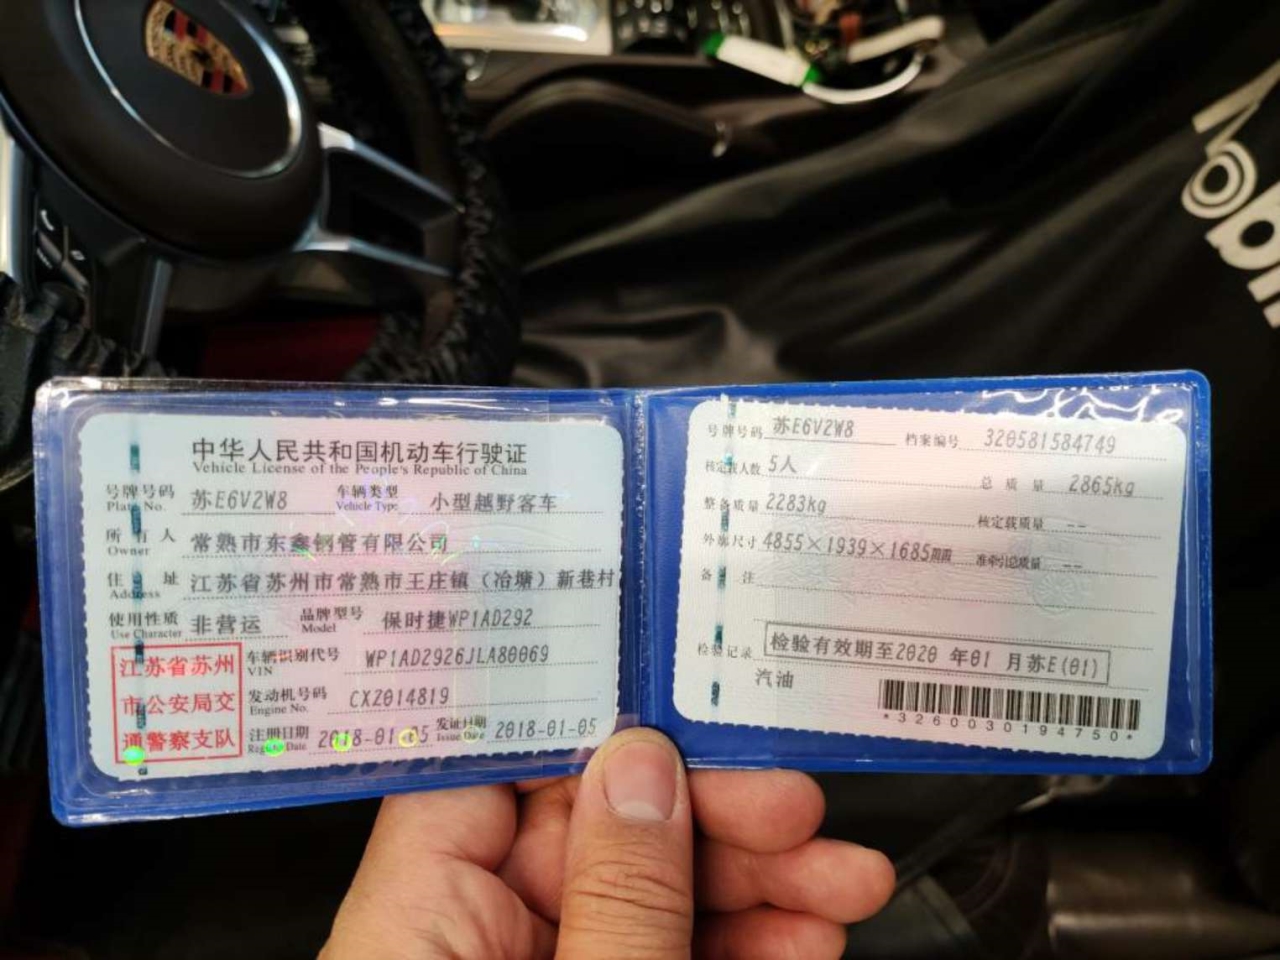 中华人民共和国机动车行驶证
Vehicle License of the People's Republic of China
号牌号码 Plate No. 苏E6V2W8 车辆类型 Vehicle Type 小型越野客车
所有人 Owner 常熟市东鑫钢管有限公司
住址 Address 江苏省苏州市常熟市王庄镇（冶塘）新巷村
使用性质 Use Character 非营运 品牌型号 Model 保时捷WP1AD292
江苏省苏州
市公安局交
通警察支队
车辆识别代号 VIN WP1AD2926JLA80069
发动机号码 Engine No. CXZ014819
注册日期 Register Date 2018-01-05 发证日期 Issue Date 2018-01-05
号牌号码 苏E6V2W8 档案编号 320581584749
核定载人数 5人 总质量 2865kg
整备质量 2283kg 核定载质量 --
外廓尺寸 4855×1939×1685mm 准牵引总质量 --
备注
检验记录 检验有效期至2020 年01 月苏E(01)
汽油
*3260030194750*
Mobil